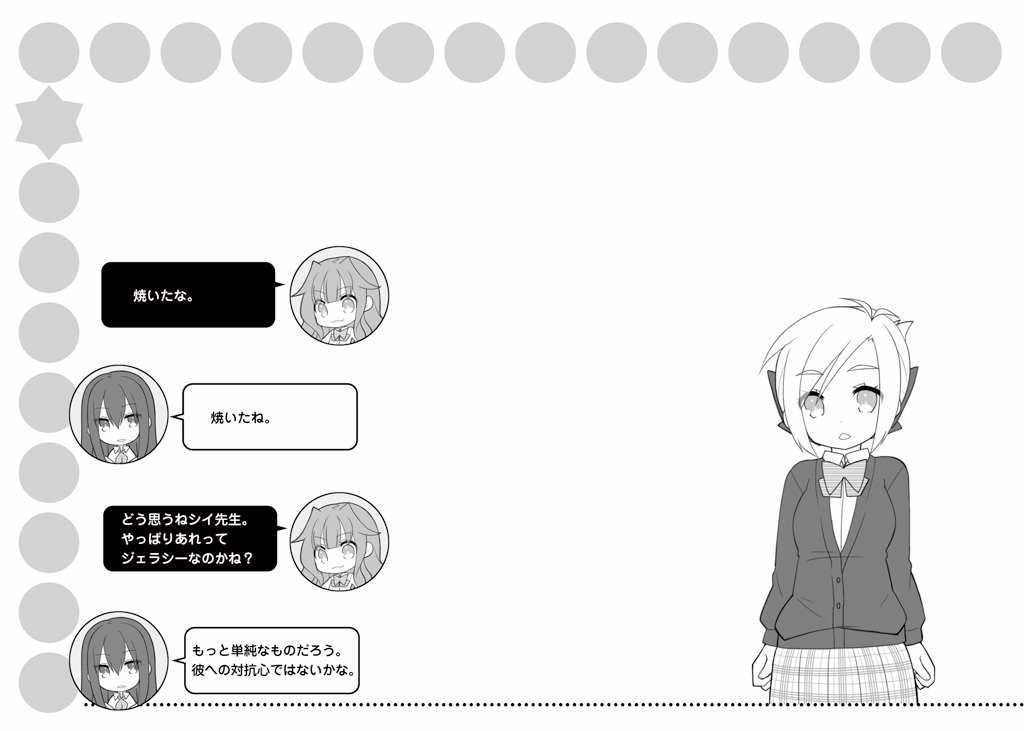 焼いたな。
焼いたね。
どう思うねシイ先生。
やっぱりあれって
ジェラシーなのかね？
もっと単純なものだろう。
彼への対抗心ではないかな。